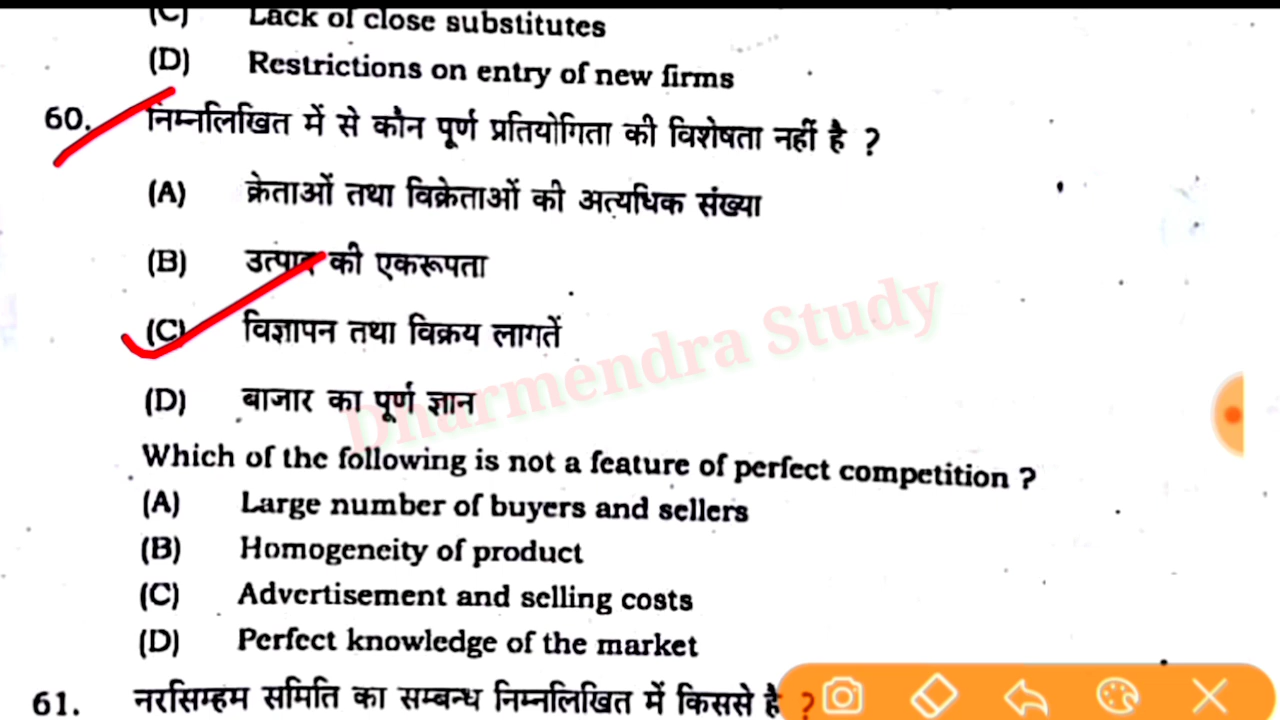 (C) Lack of close substitutes
(D) Restrictions on entry of new firms
60. निम्नलिखित में से कौन पूर्ण प्रतियोगिता की विशेषता नहीं है ?
(A) क्रेताओं तथा विक्रेताओं की अत्यधिक संख्या
(B) उत्पाद की एकरूपता
(C) विज्ञापन तथा विक्रय लागतें
(D) बाजार का पूर्ण ज्ञान
Dharmendra Study
Which of the following is not a feature of perfect competition ?
(A) Large number of buyers and sellers
(B) Homogeneity of product
(C) Advertisement and selling costs
(D) Perfect knowledge of the market
61. नरसिम्हम समिति का सम्बन्ध निम्नलिखित में किससे है ?